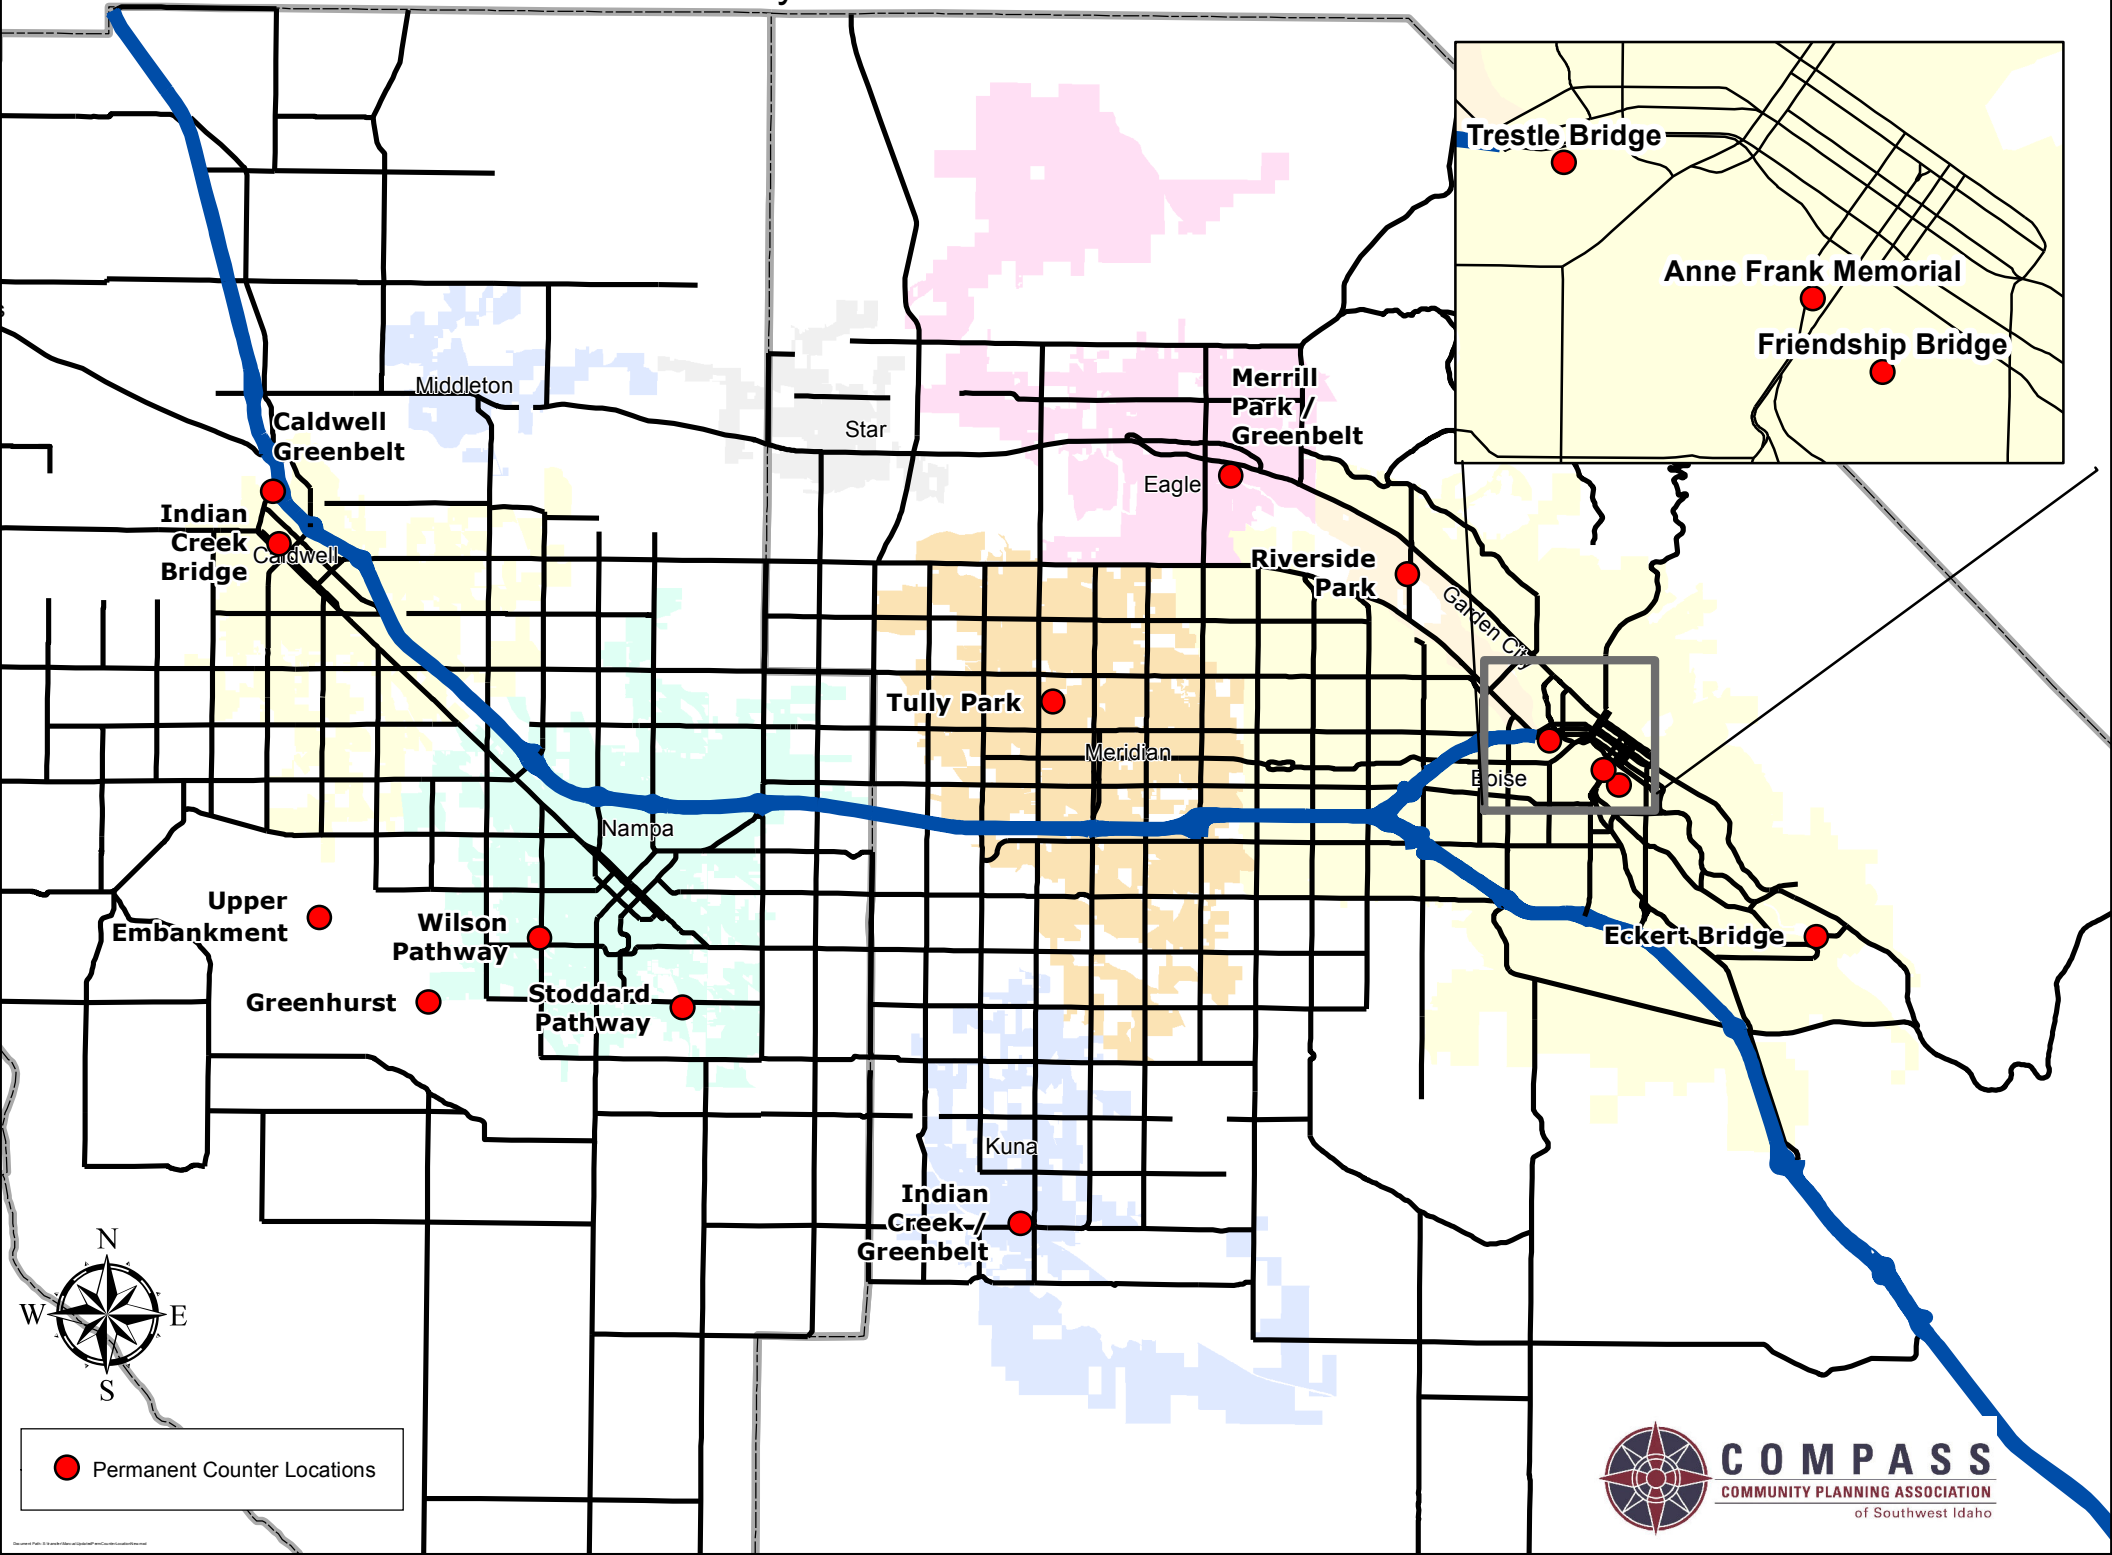 Trestle Bridge
Anne Frank Memorial
Friendship Bridge
Middleton
Star
Merrill
Park /
Greenbelt
Caldwell
Greenbelt
Eagle
Indian
Creek
Bridge
Caldwell
Riverside
Park
Garden City
Tully Park
Meridian
Boise
Nampa
Upper
Embankment
Wilson
Pathway
Eckert Bridge
Greenhurst
Stoddard
Pathway
Kuna
Indian
Creek /
Greenbelt
N
W
E
S
Permanent Counter Locations
COMPASS
COMMUNITY PLANNING ASSOCIATION
of Southwest Idaho